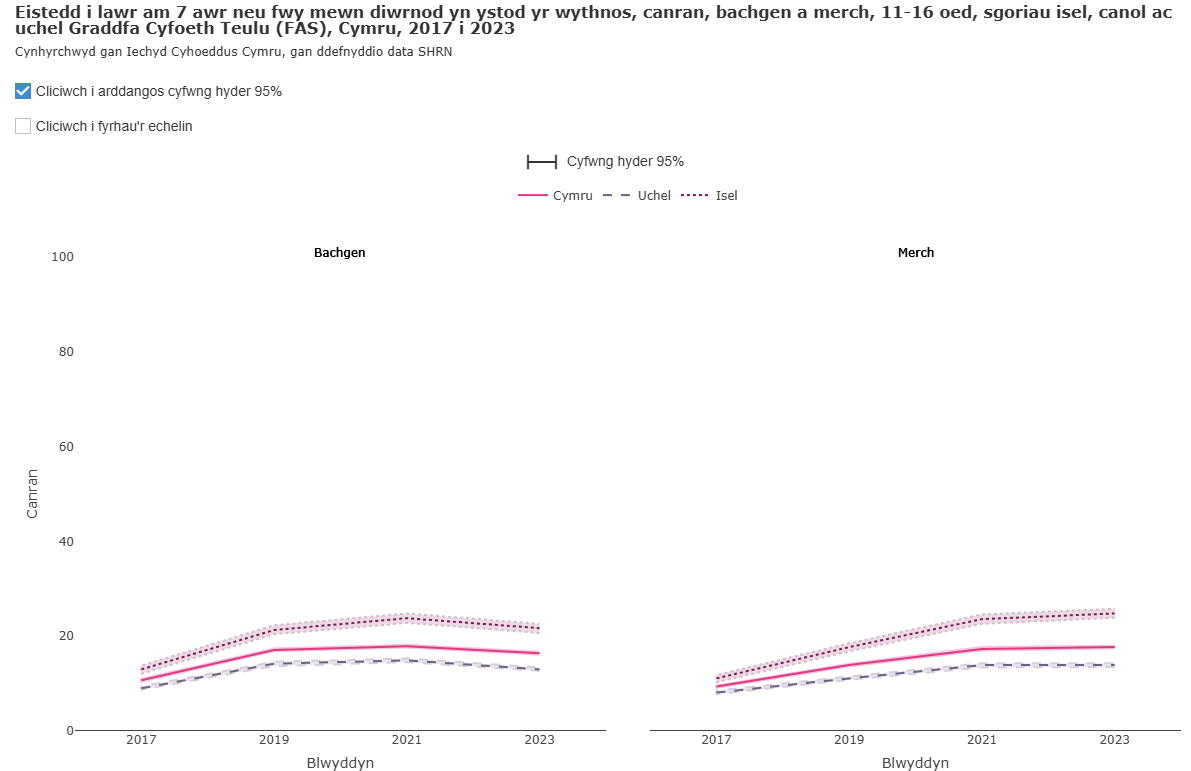 Eistedd i lawr am 7 awr neu fwy mewn diwrnod yn ystod yr wythnos, canran, bachgen a merch, 11-16 oed, sgoriau isel, canol ac
uchel Graddfa Cyfoeth Teulu (FAS), Cymru, 2017 i 2023
Cynhyrchwyd gan Iechyd Cyhoeddus Cymru, gan ddefnyddio data SHRN
Cliciwch i arddangos cyfwng hyder 95%
Cliciwch i fyrhau'r echelin
Cyfwng hyder 95%
Cymru Uchel Isel
Bachgen Merch
100
80
60
40
20
0
Canran
2017 2019 2021 2023 2017 2019 2021 2023
Blwyddyn Blwyddyn